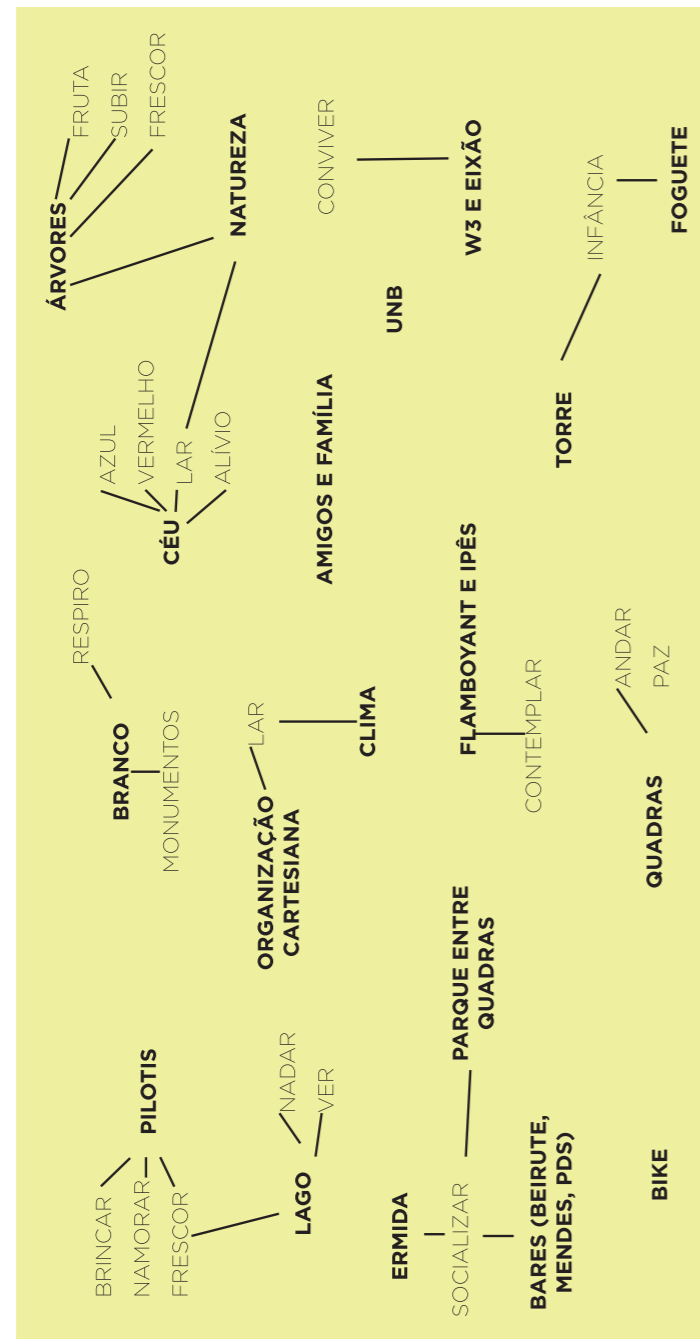 BRINCAR
NAMORAR
FRESCOR
PILOTIS
LAGO
NADAR
VER
RESPIRO
BRANCO
MONUMENTOS
ORGANIZAÇÃO
CARTESIANA
LAR
CLIMA
CÉU
AZUL
VERMELHO
LAR
ALÍVIO
ÁRVORES
FRUTA
SUBIR
FRESCOR
NATUREZA
AMIGOS E FAMÍLIA
CONVIVER
W3 E EIXÃO
UNB
ERMIDA
SOCIALIZAR
BARES (BEIRUTE,
MENDES, PDS)
PARQUE ENTRE
QUADRAS
FLAMBOYANT E IPÊS
CONTEMPLAR
TORRE
INFÂNCIA
FOGUETE
BIKE
QUADRAS
ANDAR
PAZ